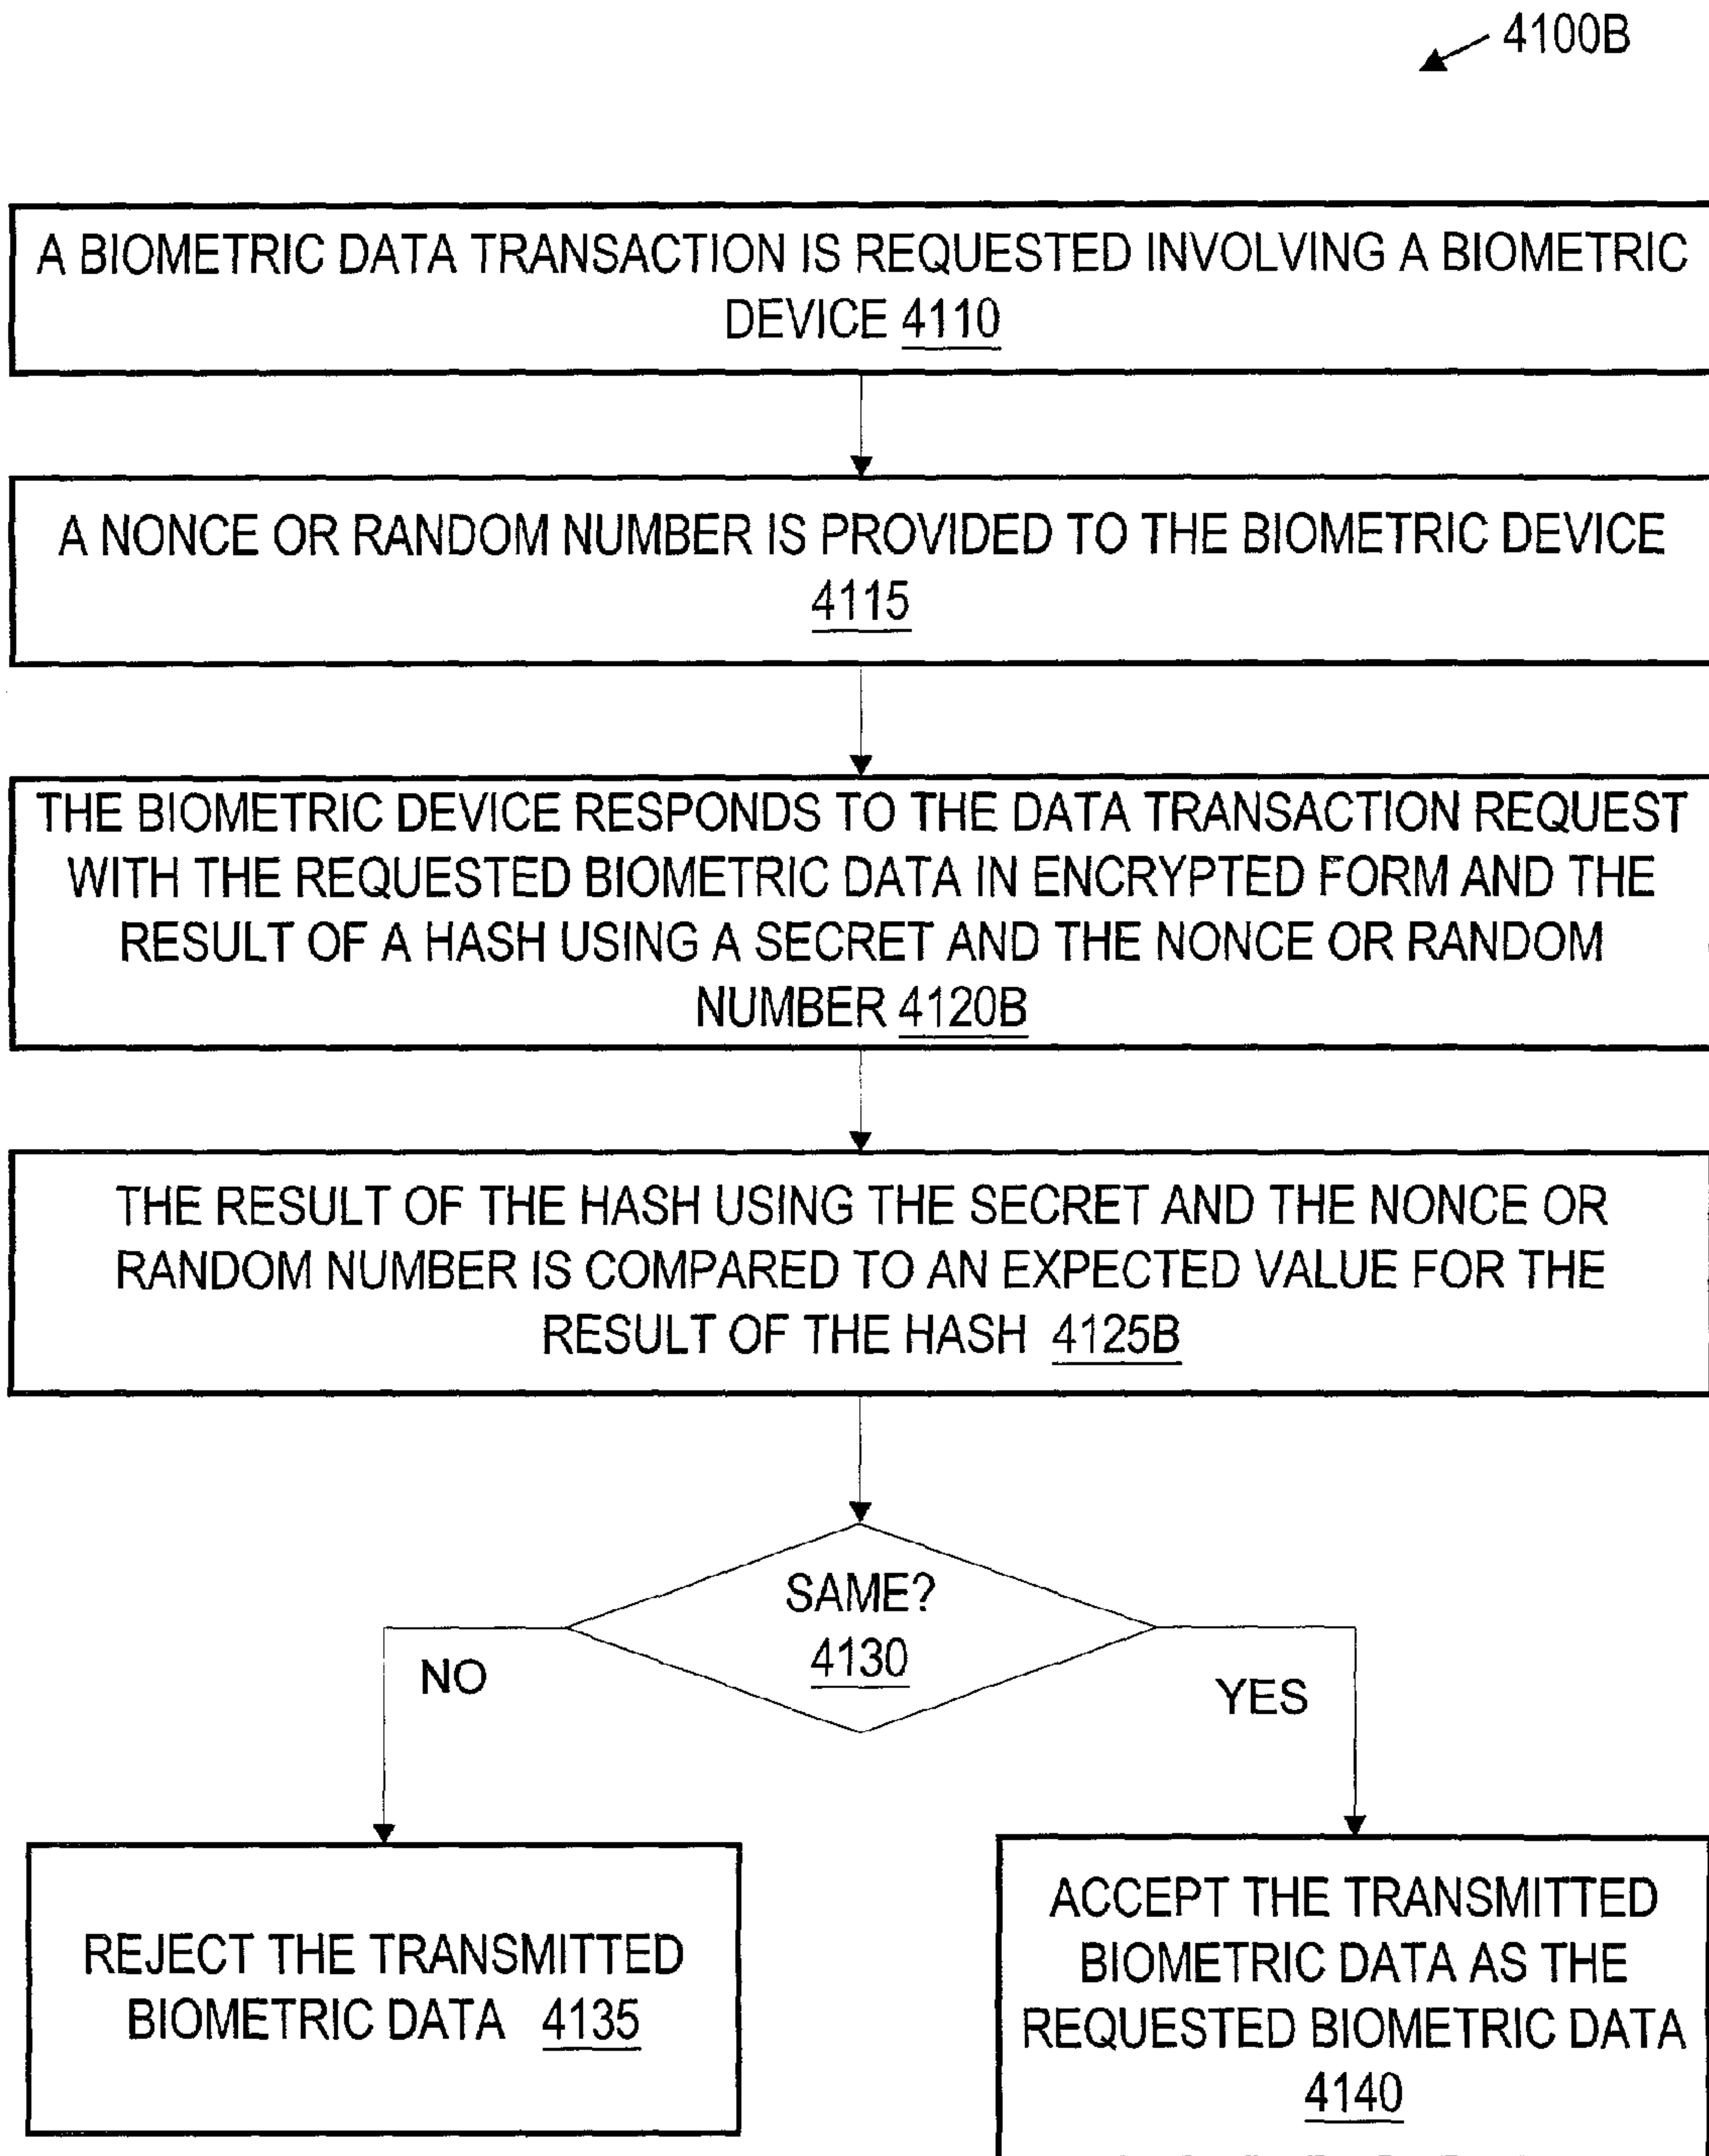 4100B
A BIOMETRIC DATA TRANSACTION IS REQUESTED INVOLVING A BIOMETRIC
DEVICE 4110
A NONCE OR RANDOM NUMBER IS PROVIDED TO THE BIOMETRIC DEVICE
4115
THE BIOMETRIC DEVICE RESPONDS TO THE DATA TRANSACTION REQUEST
WITH THE REQUESTED BIOMETRIC DATA IN ENCRYPTED FORM AND THE
RESULT OF A HASH USING A SECRET AND THE NONCE OR RANDOM
NUMBER 4120B
THE RESULT OF THE HASH USING THE SECRET AND THE NONCE OR
RANDOM NUMBER IS COMPARED TO AN EXPECTED VALUE FOR THE
RESULT OF THE HASH 4125B
SAME?
4130
NO
YES
REJECT THE TRANSMITTED
BIOMETRIC DATA 4135
ACCEPT THE TRANSMITTED
BIOMETRIC DATA AS THE
REQUESTED BIOMETRIC DATA
4140